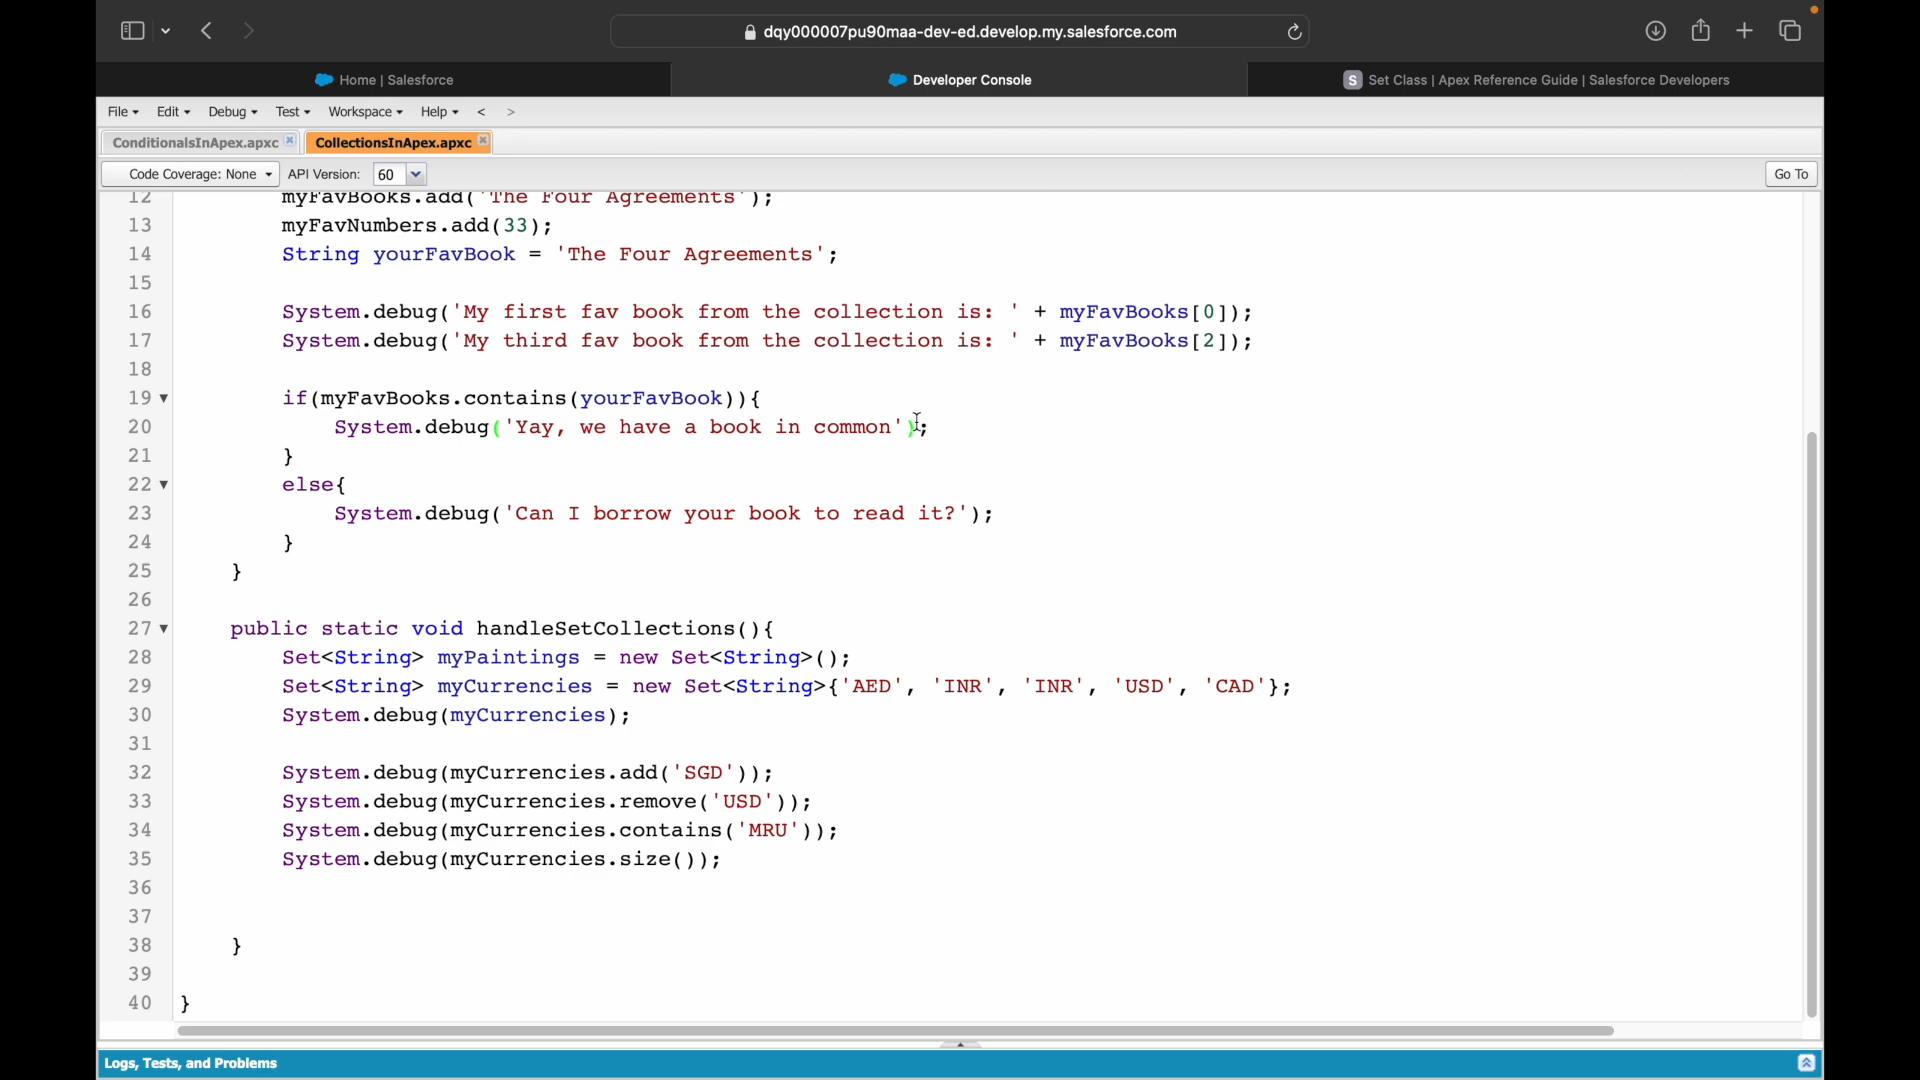 dqy000007pu90maa-dev-ed.develop.my.salesforce.com
Home | Salesforce
Developer Console
S Set Class | Apex Reference Guide | Salesforce Developers
File Edit Debug Test Workspace Help < >
ConditionalsInApex.apxc CollectionsInApex.apxc
Code Coverage: None API Version: 60 Go To
12 myFavBooks.add('The Four Agreements');
13 myFavNumbers.add(33);
14 String yourFavBook = 'The Four Agreements';
15
16 System.debug('My first fav book from the collection is: ' + myFavBooks[0]);
17 System.debug('My third fav book from the collection is: ' + myFavBooks[2]);
18
19 if(myFavBooks.contains(yourFavBook)){
20 System.debug('Yay, we have a book in common');
21 }
22 else{
23 System.debug('Can I borrow your book to read it?');
24 }
25 }
26
27 public static void handleSetCollections(){
28 Set<String> myPaintings = new Set<String>();
29 Set<String> myCurrencies = new Set<String>{'AED', 'INR', 'INR', 'USD', 'CAD'};
30 System.debug(myCurrencies);
31
32 System.debug(myCurrencies.add('SGD'));
33 System.debug(myCurrencies.remove('USD'));
34 System.debug(myCurrencies.contains('MRU'));
35 System.debug(myCurrencies.size());
36
37
38 }
39
40 }
Logs, Tests, and Problems